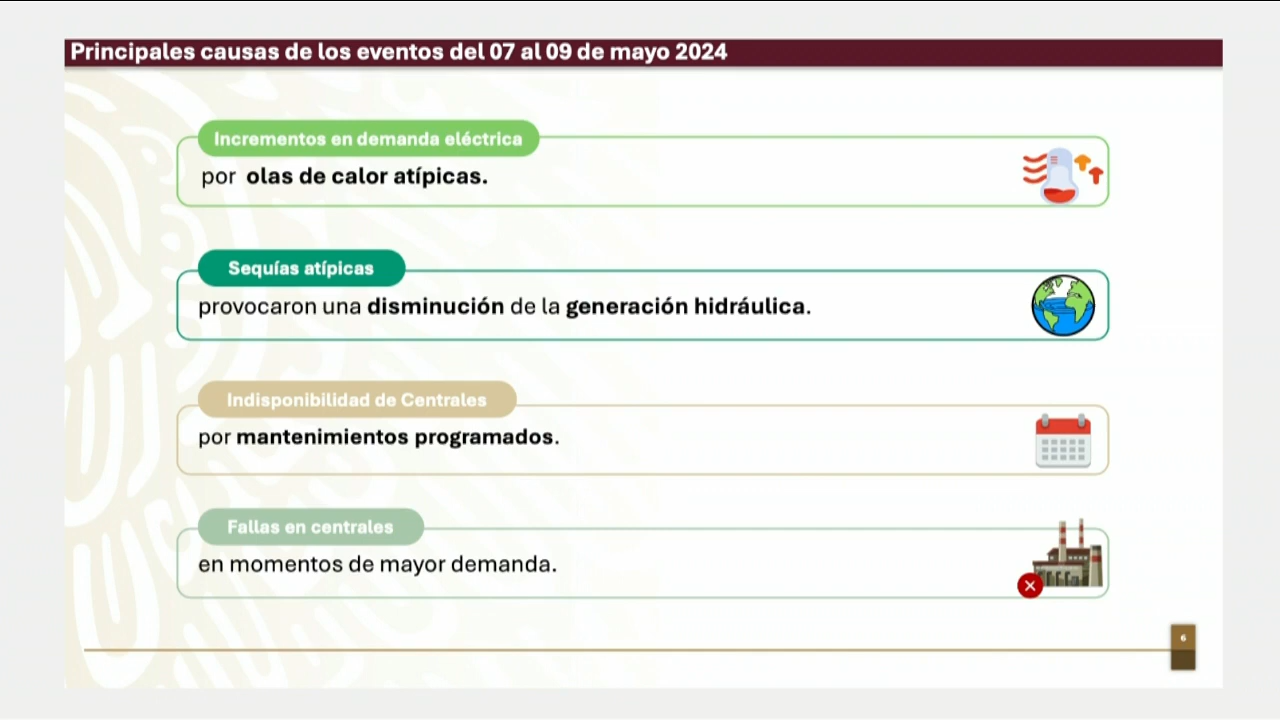 Principales causas de los eventos del 07 al 09 de mayo 2024
Incrementos en demanda eléctrica
por olas de calor atípicas.
Sequías atípicas
provocaron una disminución de la generación hidráulica.
Indisponibilidad de Centrales
por mantenimientos programados.
Fallas en centrales
en momentos de mayor demanda.
6